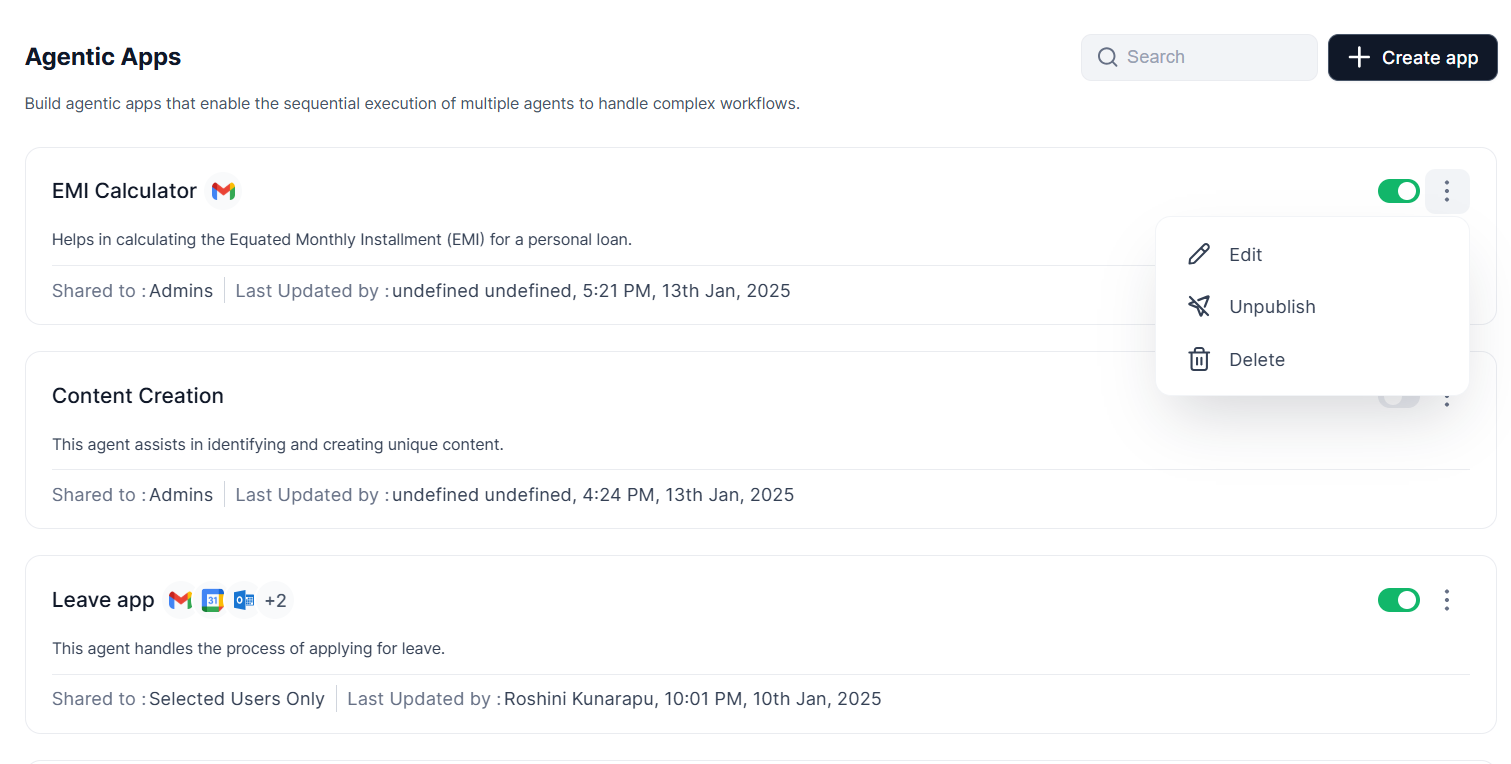 Agentic Apps
Search
Create app
Build agentic apps that enable the sequential execution of multiple agents to handle complex workflows.
EMI Calculator
Helps in calculating the Equated Monthly Installment (EMI) for a personal loan.
Shared to : Admins
Last Updated by : undefined undefined, 5:21 PM, 13th Jan, 2025
Edit
Unpublish
Delete
Content Creation
This agent assists in identifying and creating unique content.
Shared to : Admins
Last Updated by : undefined undefined, 4:24 PM, 13th Jan, 2025
Leave app
31
+2
This agent handles the process of applying for leave.
Shared to : Selected Users Only
Last Updated by : Roshini Kunarapu, 10:01 PM, 10th Jan, 2025